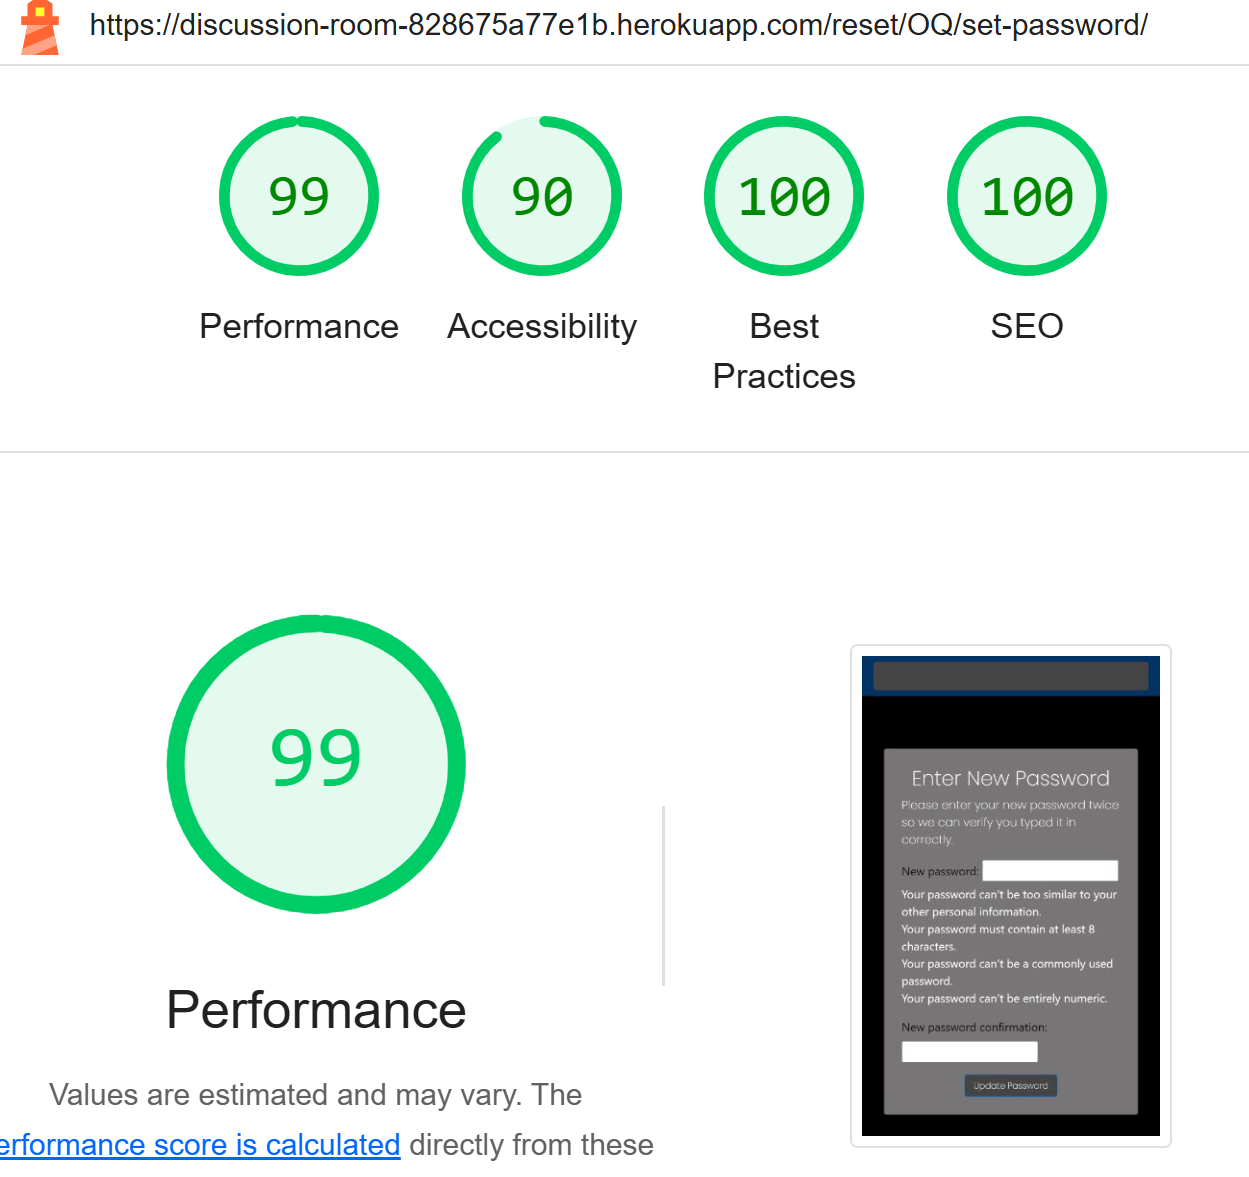 https://discussion-room-828675a77e1b.herokuapp.com/reset/OQ/set-password/
99
90
100
100
Performance
Accessibility
Best
Practices
SEO
99
Performance
Values are estimated and may vary. The
erformance score is calculated directly from these
Enter New Password
Please enter your new password twice
so we can verify you typed it in
correctly.
New password:
Your password can't be too similar to your
other personal information.
Your password must contain at least 8
characters.
Your password can't be a commonly used
password.
Your password can't be entirely numeric.
New password confirmation:
Update Password